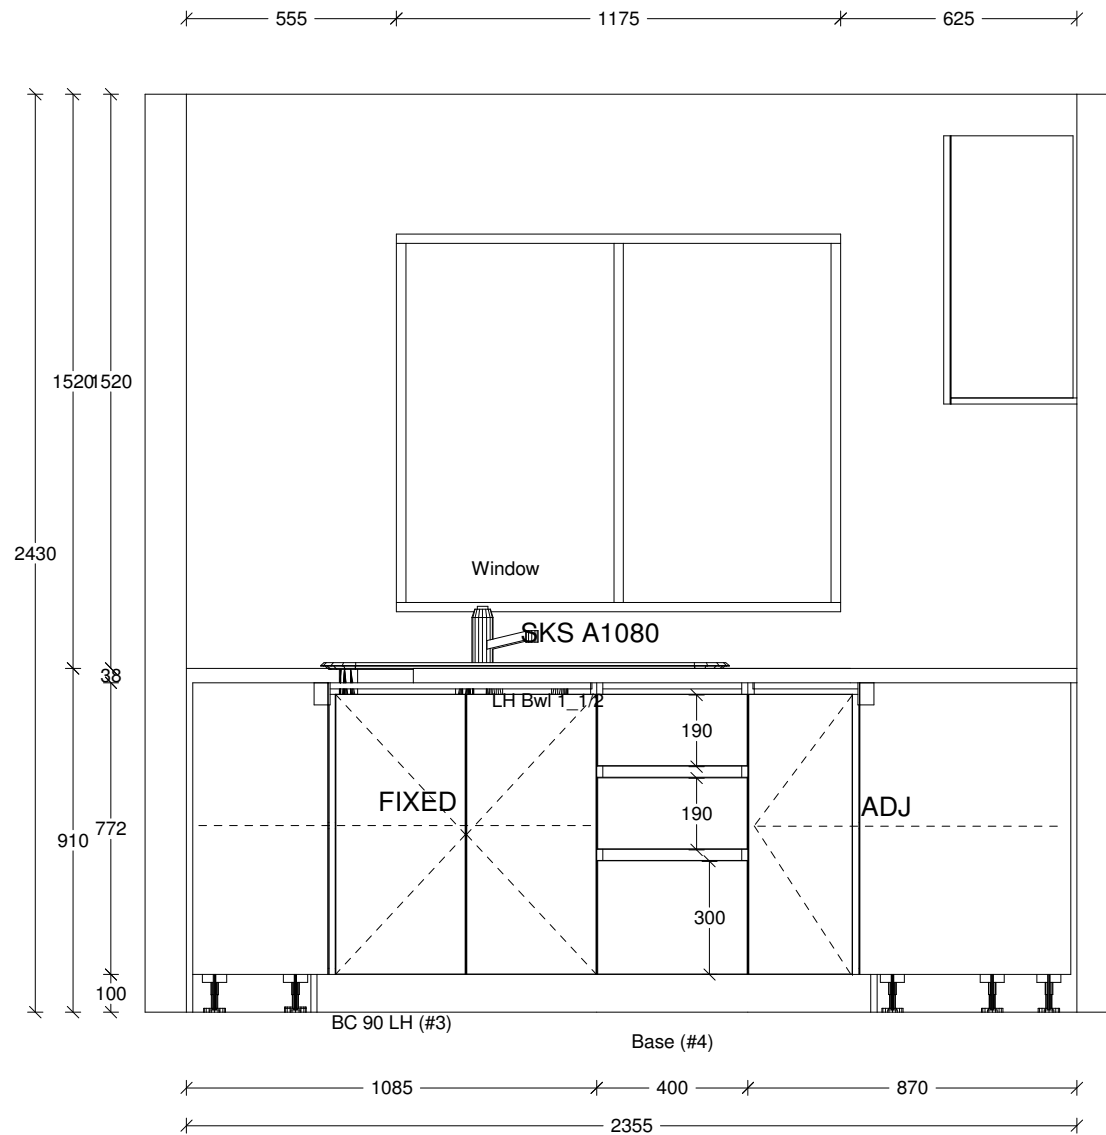 555
1175
625
1520
1520
2430
Window
SKS A1080
38
LH Bwl 1_1/2
190
FIXED
190
ADJ
772
910
300
100
BC 90 LH (#3)
Base (#4)
1085
400
870
2355